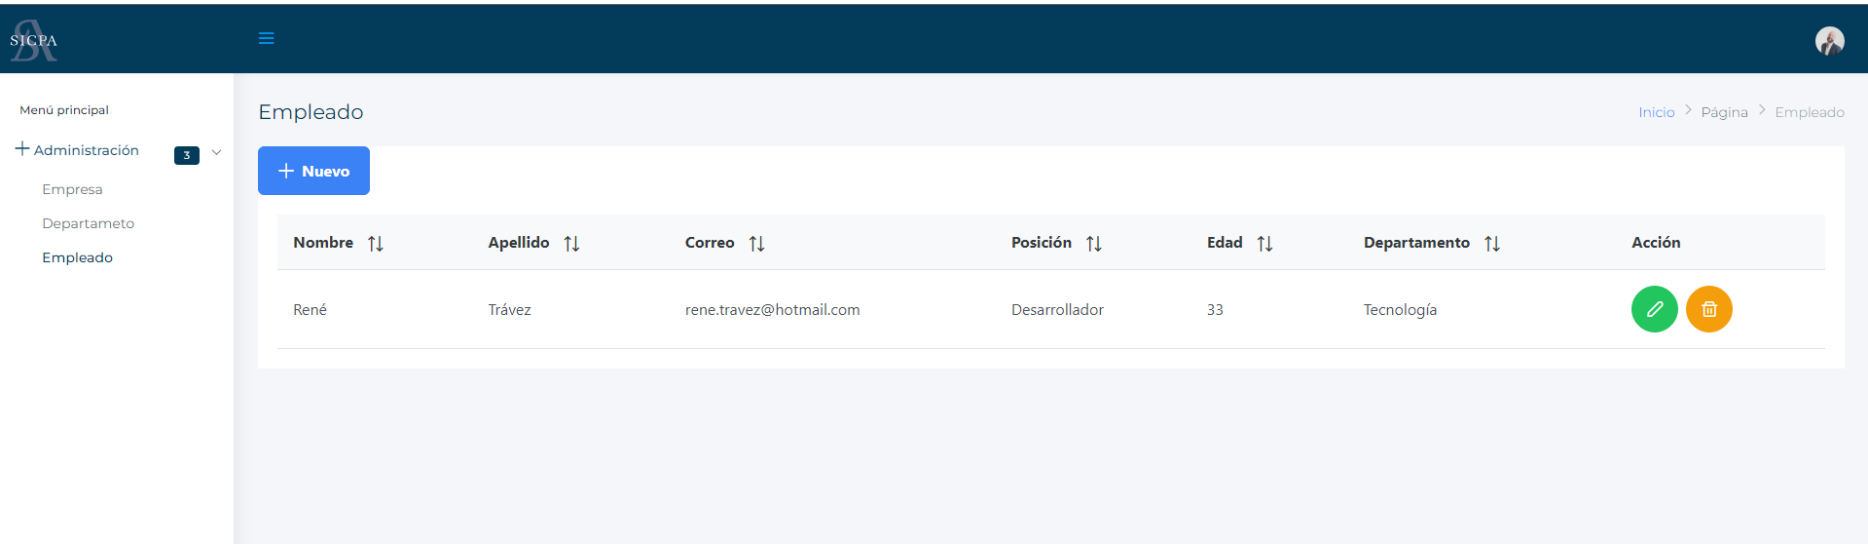 SICPA
Menú principal
Administración 3
Empresa
Departameto
Empleado
Empleado
Inicio > Página > Empleado
+ Nuevo
Nombre Apellido Correo Posición Edad Departamento Acción
René Trávez rene.travez@hotmail.com Desarrollador 33 Tecnología